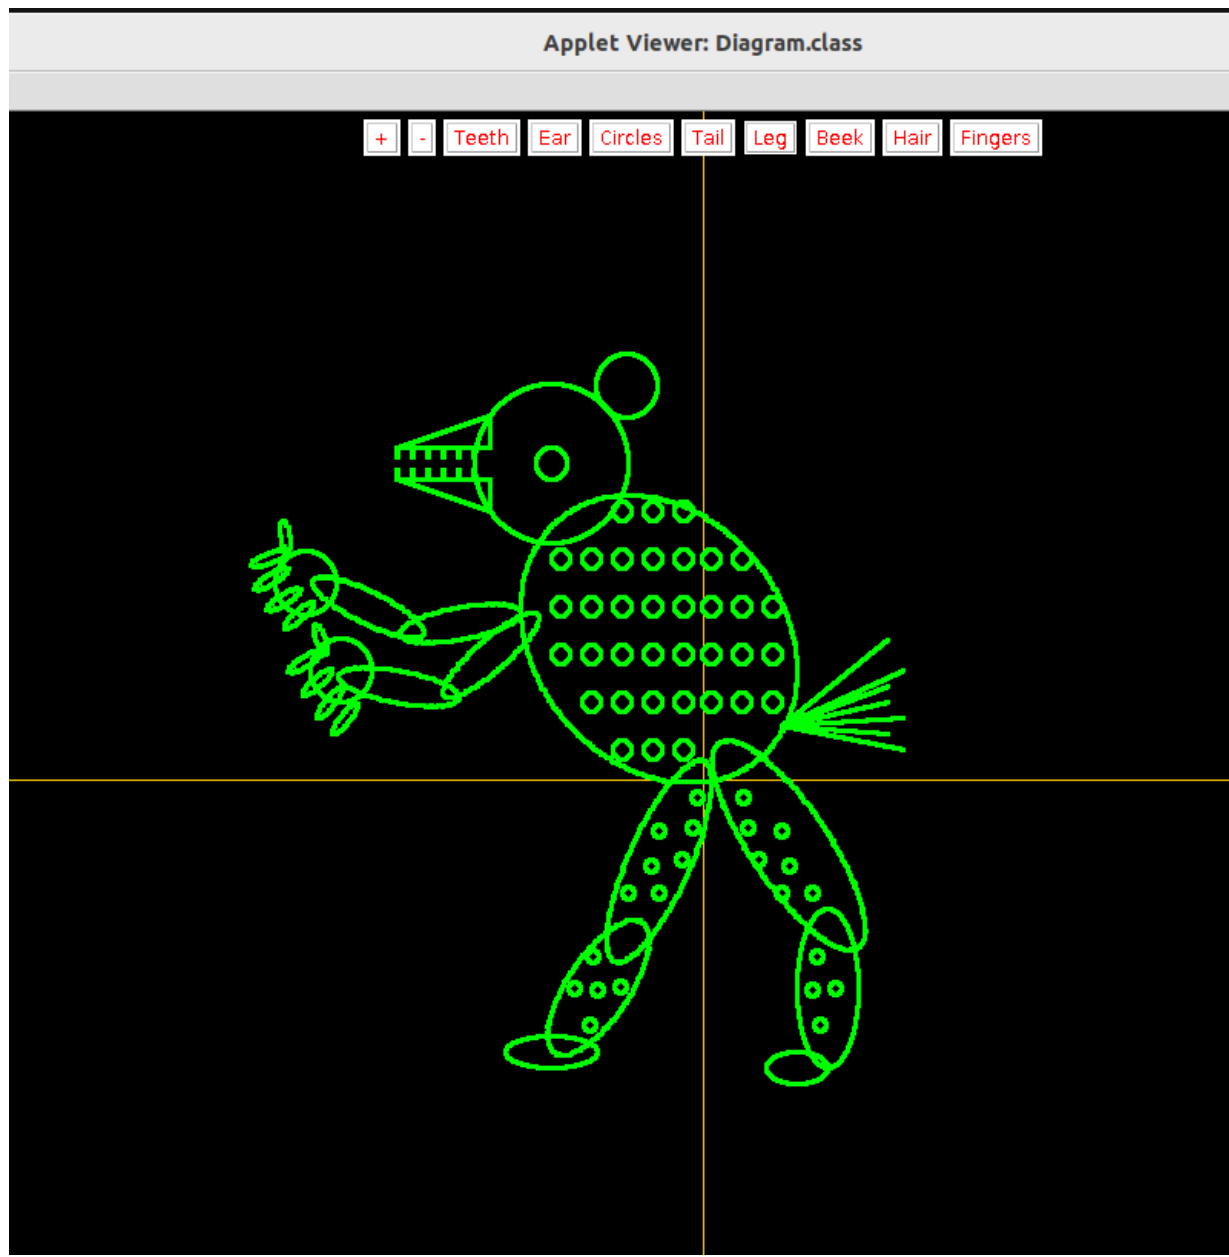 Applet Viewer: Diagram.class
+ - Teeth Ear Circles Tail Leg Beek Hair Fingers